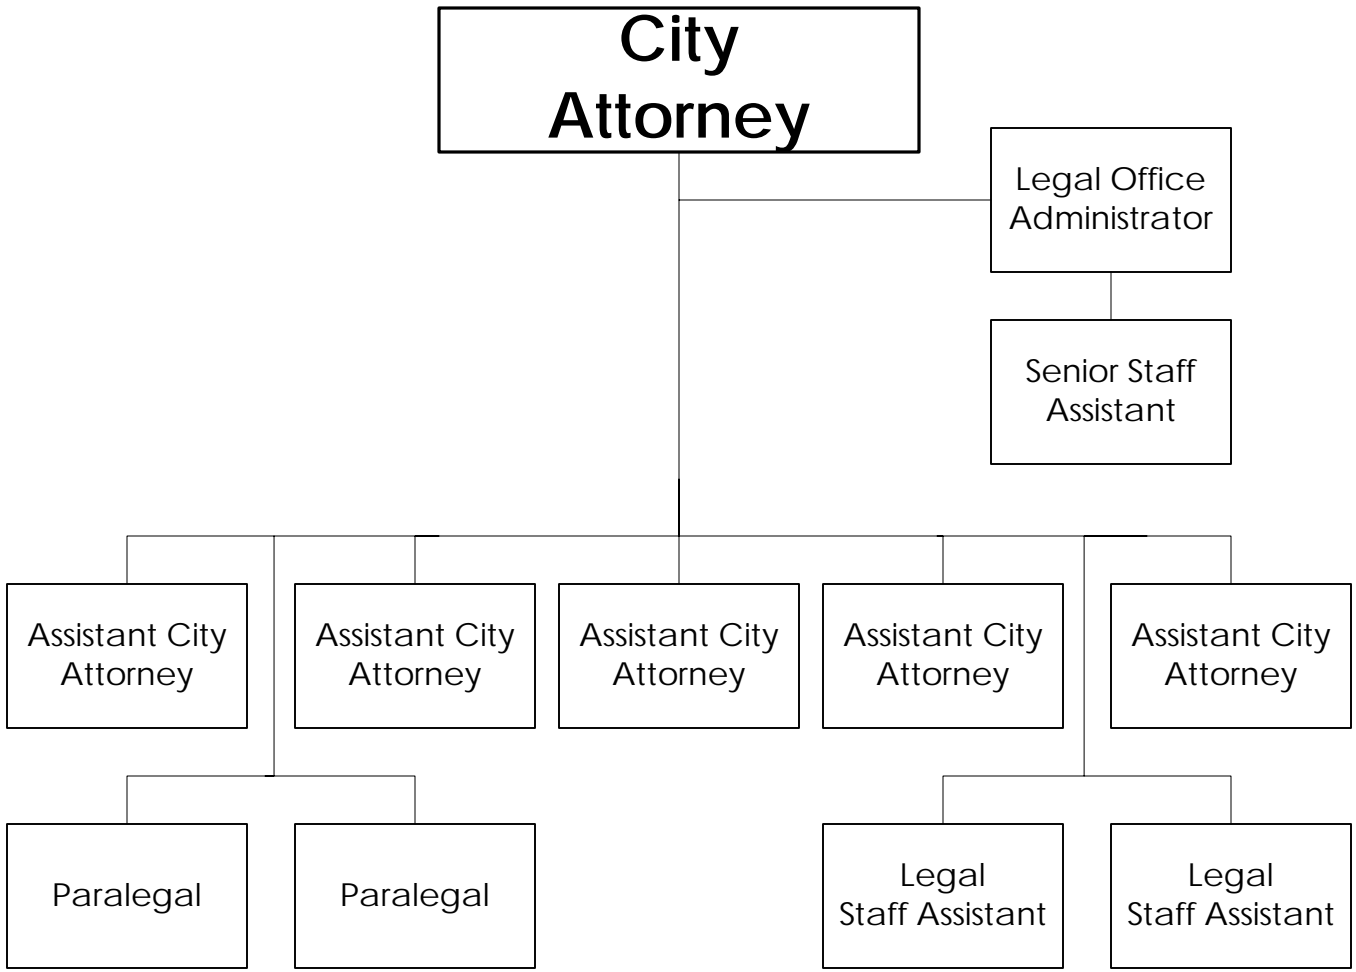 City
Attorney
Legal Office
Administrator
Senior Staff
Assistant
Assistant City
Attorney
Assistant City
Attorney
Assistant City
Attorney
Assistant City
Attorney
Assistant City
Attorney
Paralegal
Paralegal
Legal
Staff Assistant
Legal
Staff Assistant